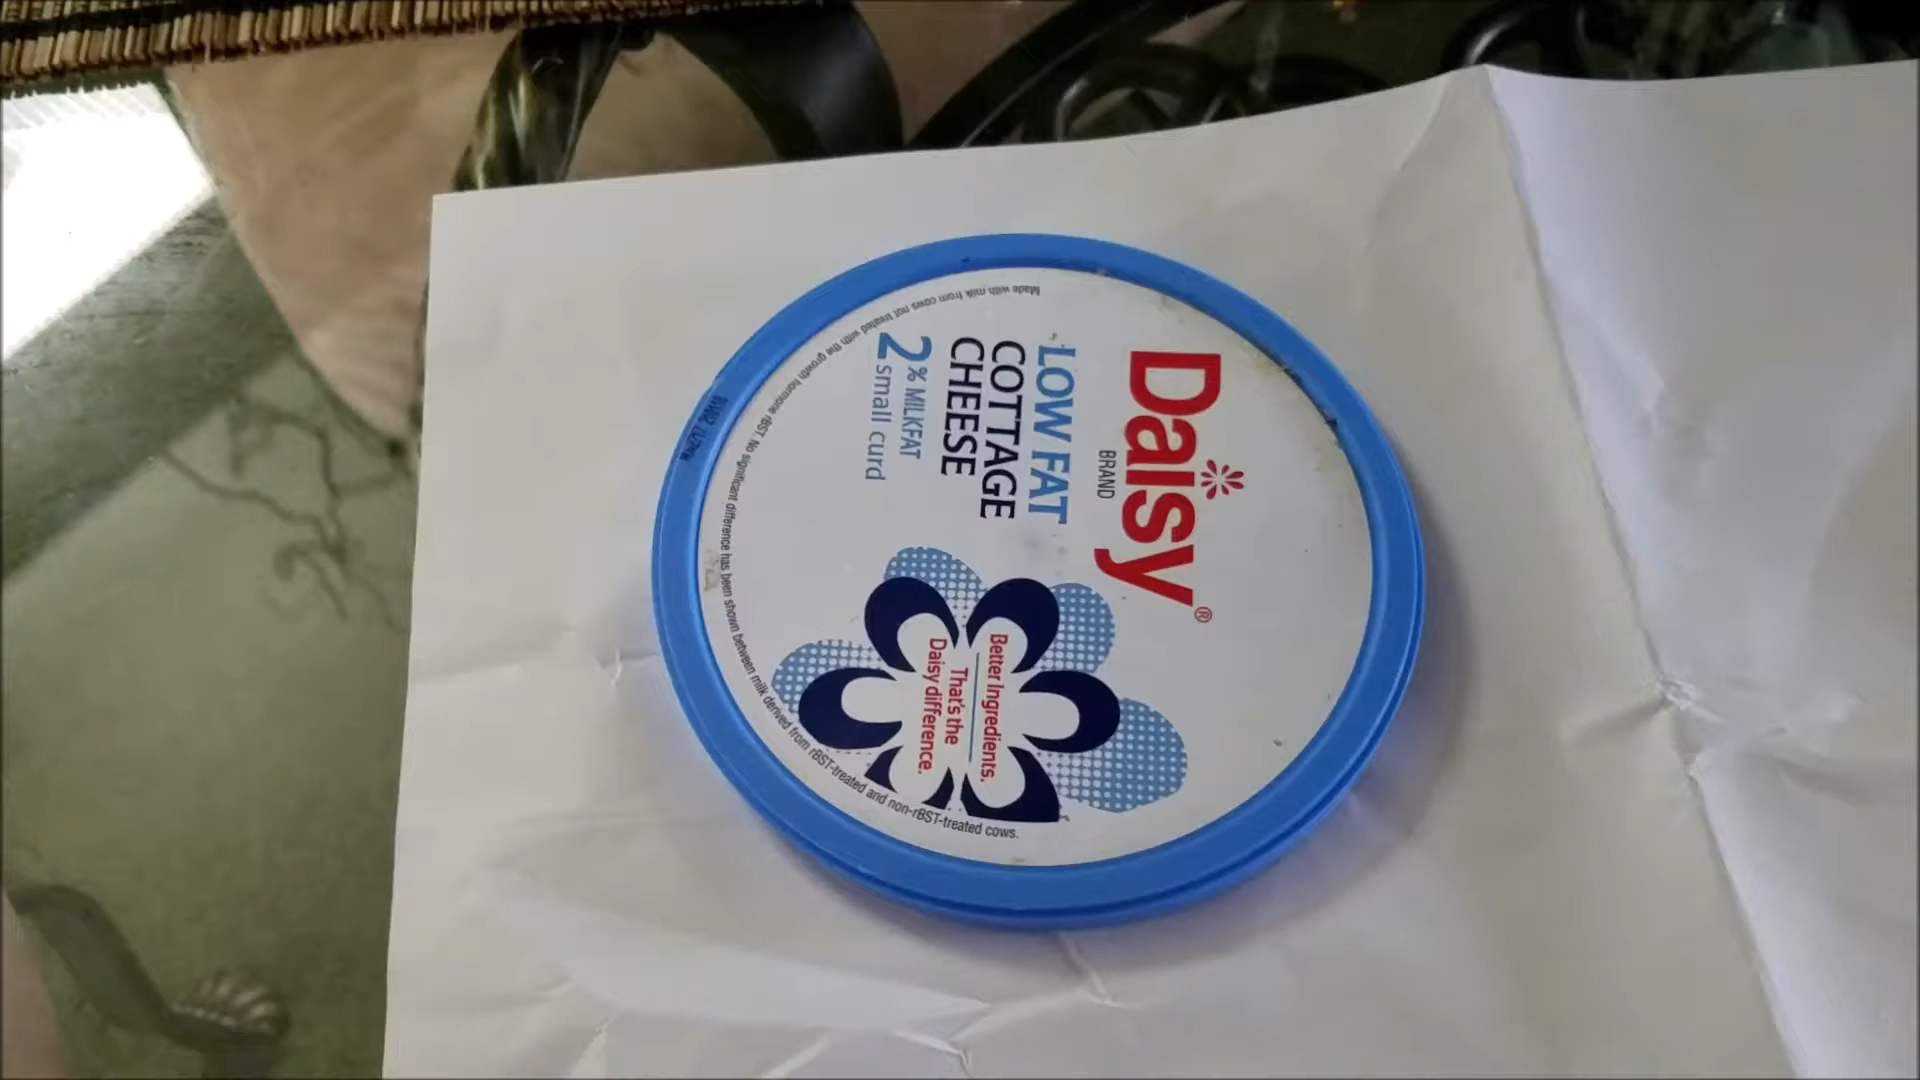 Daisy®
BRAND
LOW FAT
COTTAGE
CHEESE
2% MILKFAT
small curd
Better Ingredients.
That's the
Daisy difference.
Made with milk from cows not treated with the growth hormone rBST. No significant difference has been shown between milk derived from rBST-treated and non-rBST-treated cows.